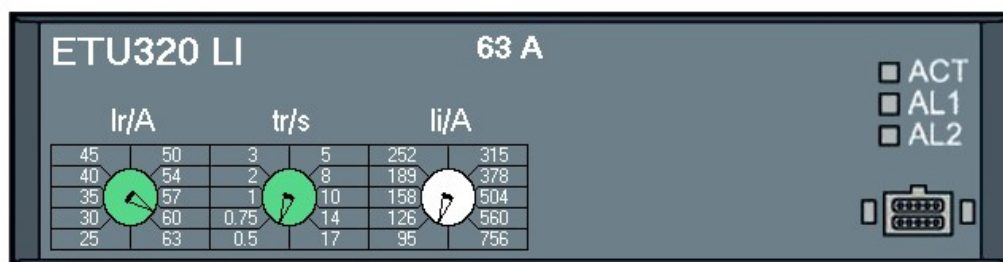 ETU320 LI
63 A
ACT
AL1
AL2
Ir/A
tr/s
Ii/A
45 50 3 5 252 315
40 54 2 8 189 378
35 57 1 10 158 504
30 60 0.75 14 126 560
25 63 0.5 17 95 756